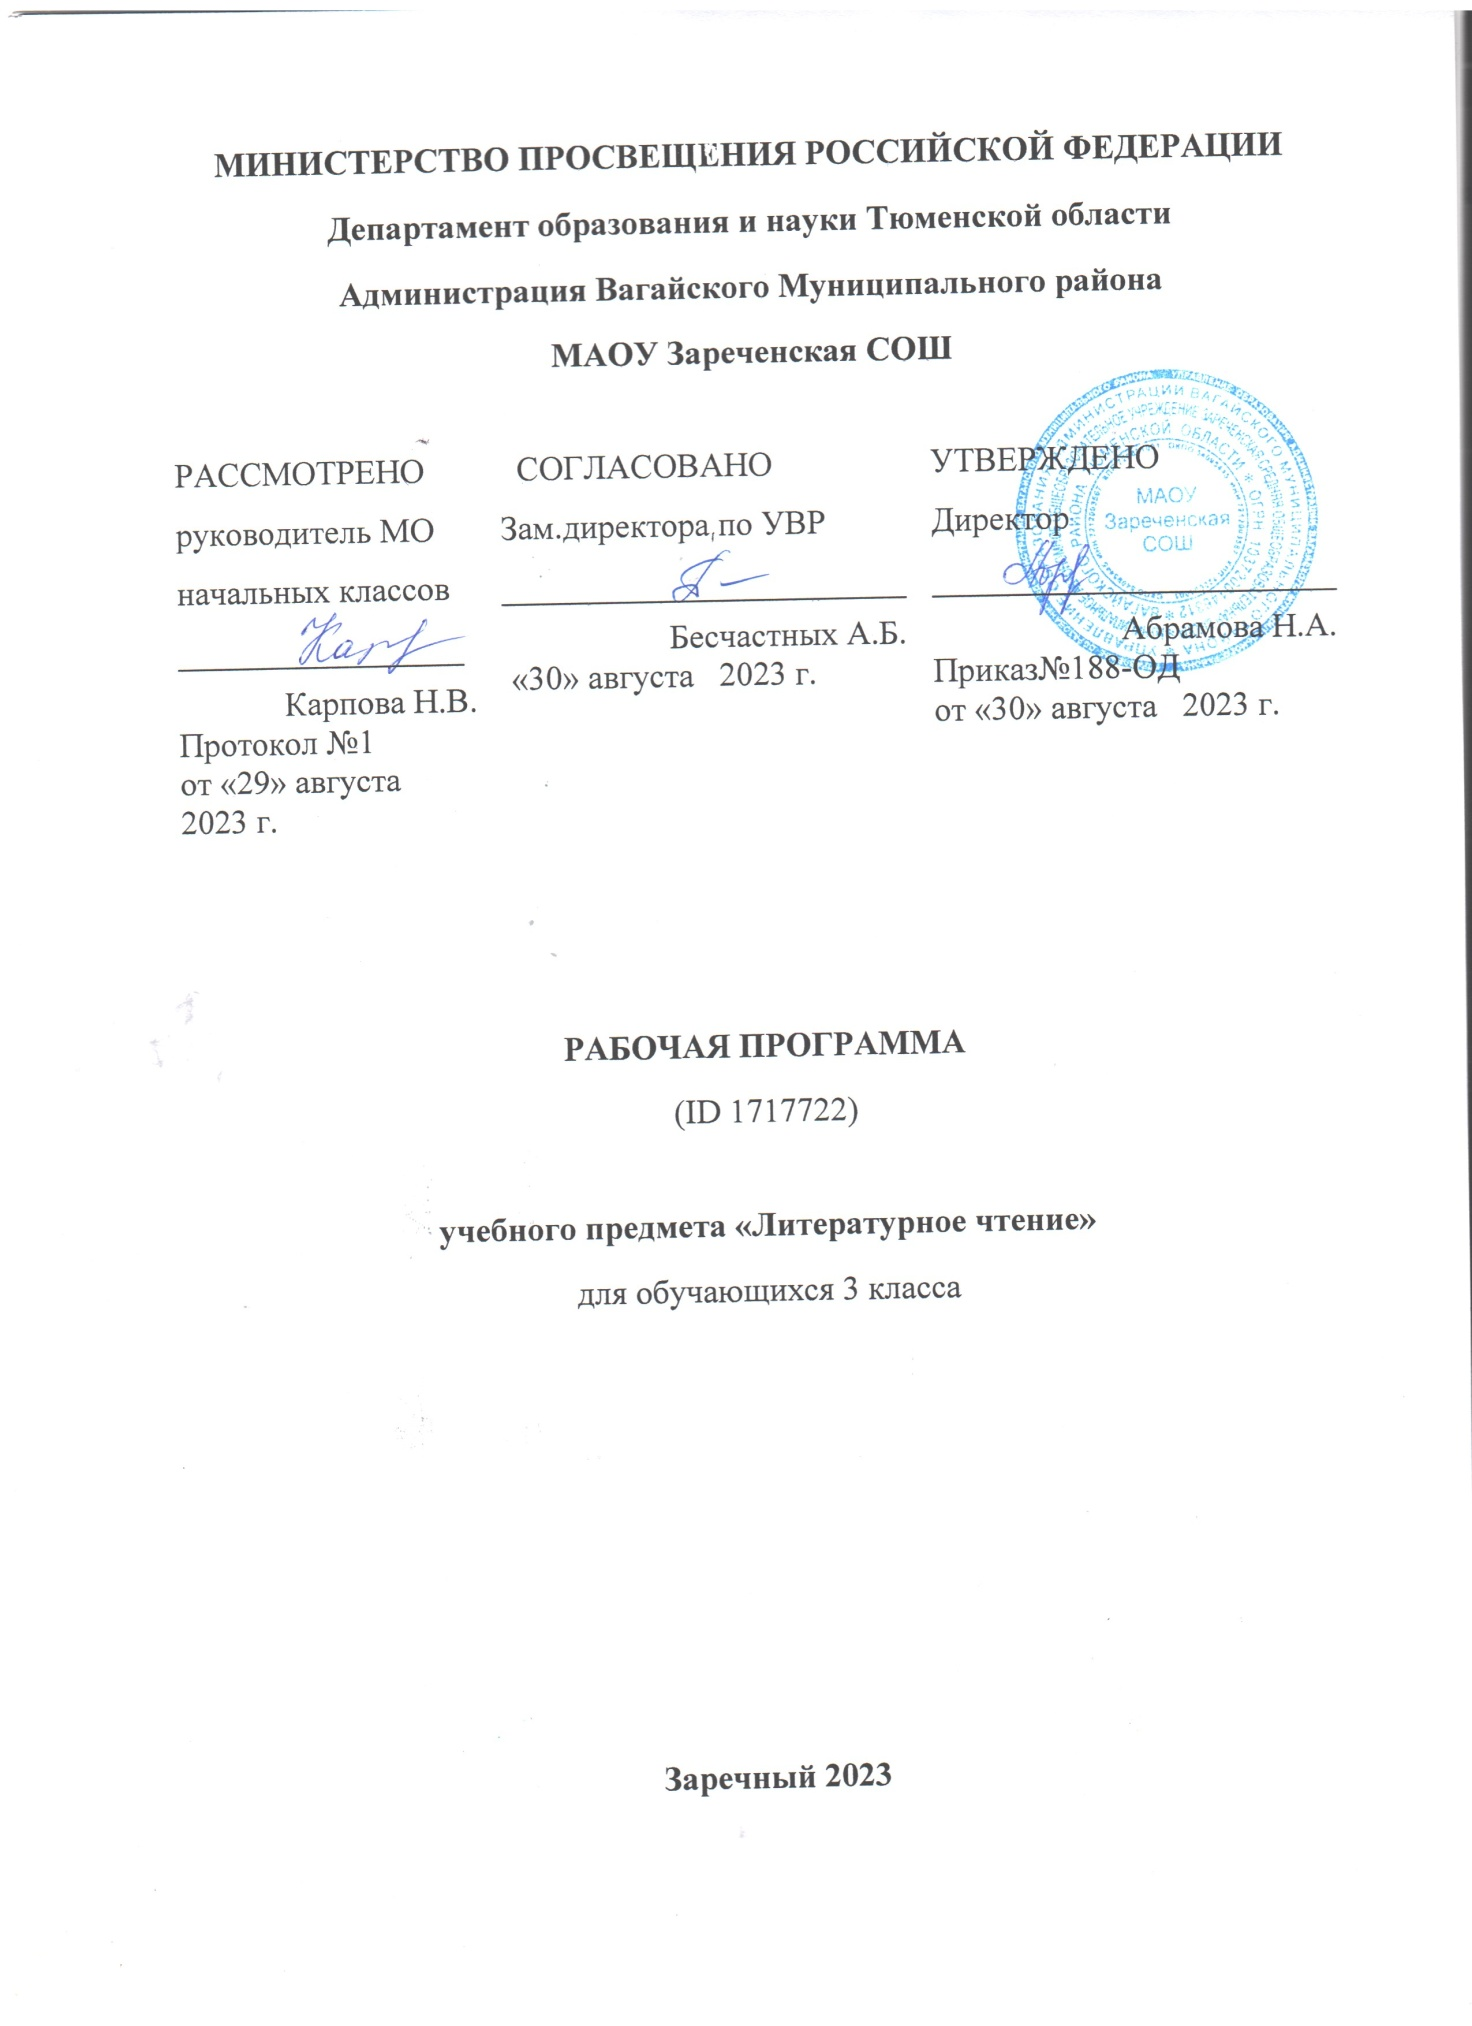 МИНИСТЕРСТВО ПРОСВЕЩЕНИЯ РОССИЙСКОЙ ФЕДЕРАЦИИ
Департамент образования и науки Тюменской области
Администрация Вагайского Муниципального района
МАОУ Зареченская СОШ
РАССМОТРЕНО
руководитель МО
начальных классов
Карпова Н.В.
Протокол №1
от «29» августа
2023 г.
СОГЛАСОВАНО
Зам.директора по УВР
Бесчастных А.Б.
«30» августа 2023 г.
УТВЕРЖДЕНО
Директор
Абрамова Н.А.
Приказ№188-ОД
от «30» августа 2023 г.
МАОУ
Зареченская
СОШ
РАБОЧАЯ ПРОГРАММА
(ID 1717722)
учебного предмета «Литературное чтение»
для обучающихся 3 класса
Заречный 2023